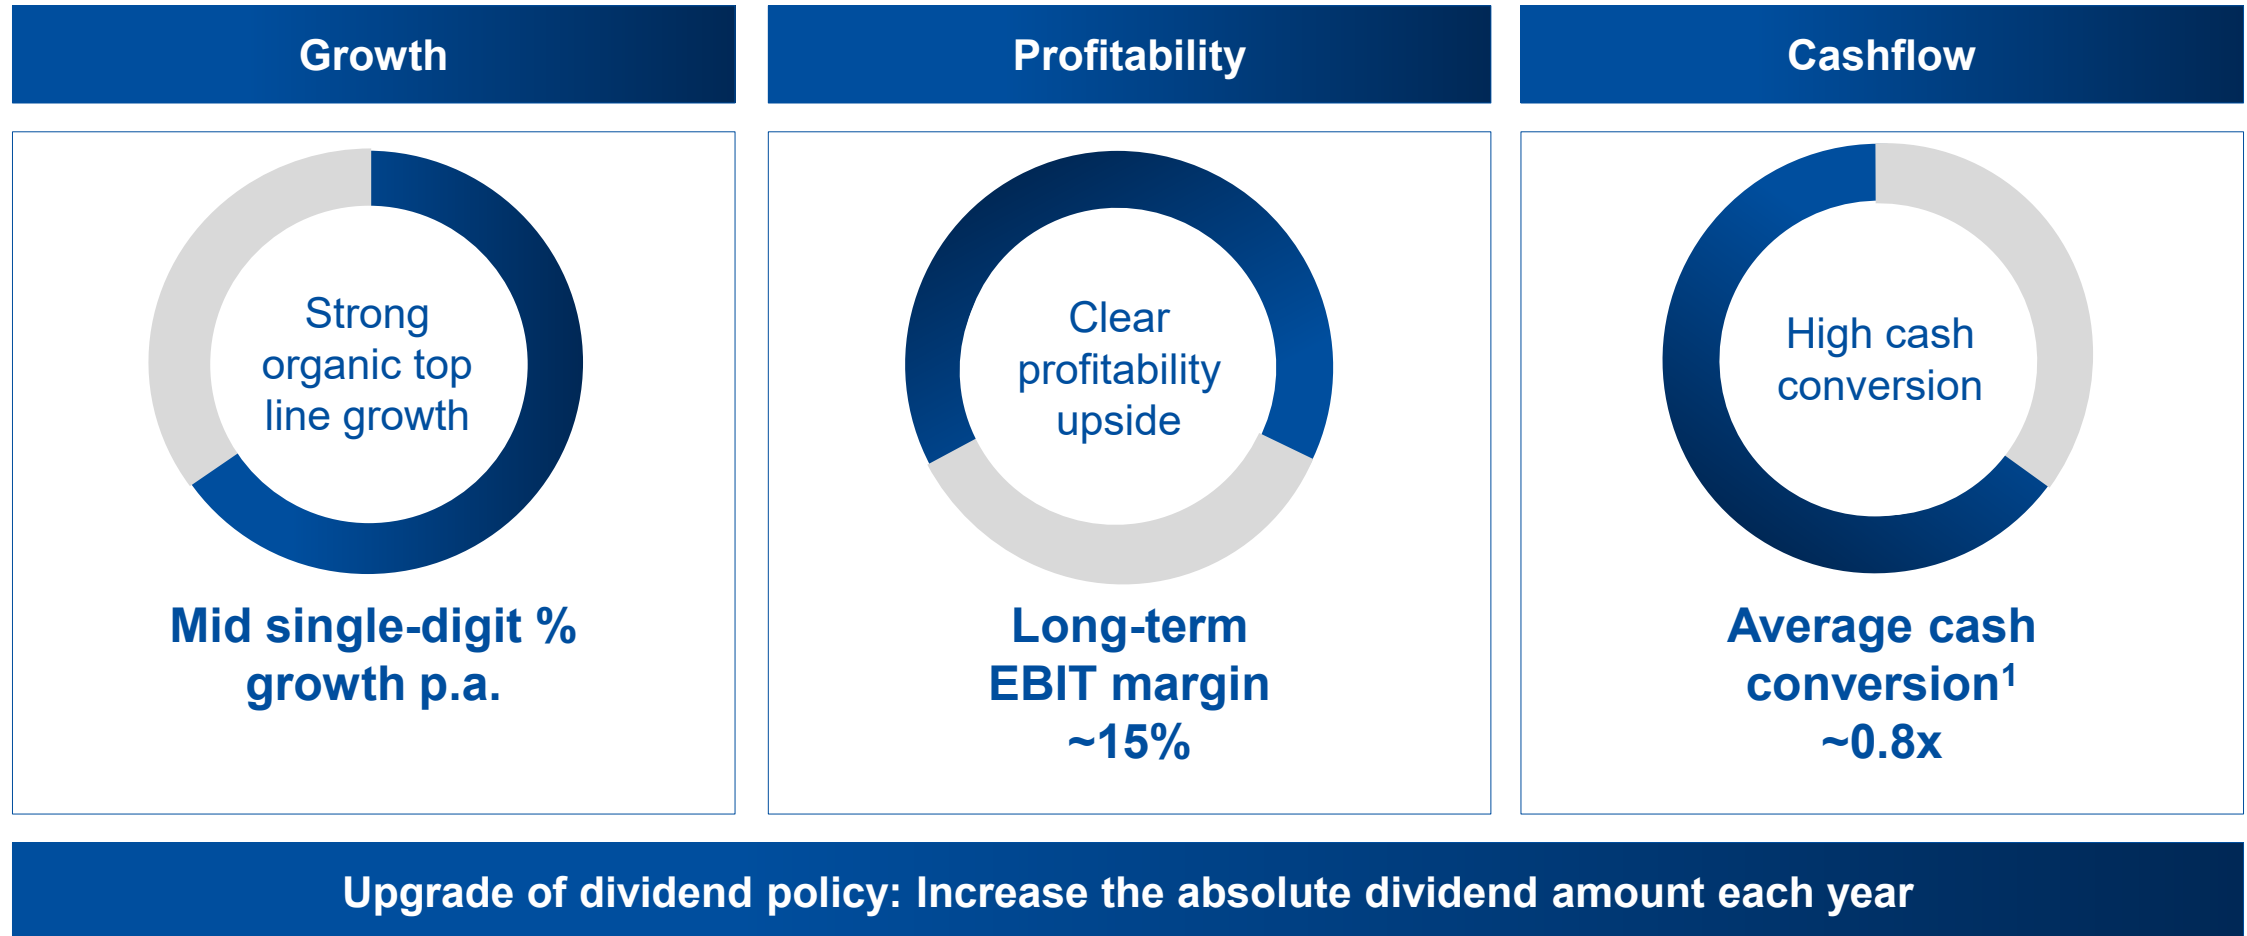 Growth
Strong
organic top
line growth
Mid single-digit %
growth p.a.
Profitability
Clear
profitability
upside
Long-term
EBIT margin
~15%
Cashflow
High cash
conversion
Average cash
conversion¹
~0.8x
Upgrade of dividend policy: Increase the absolute dividend amount each year